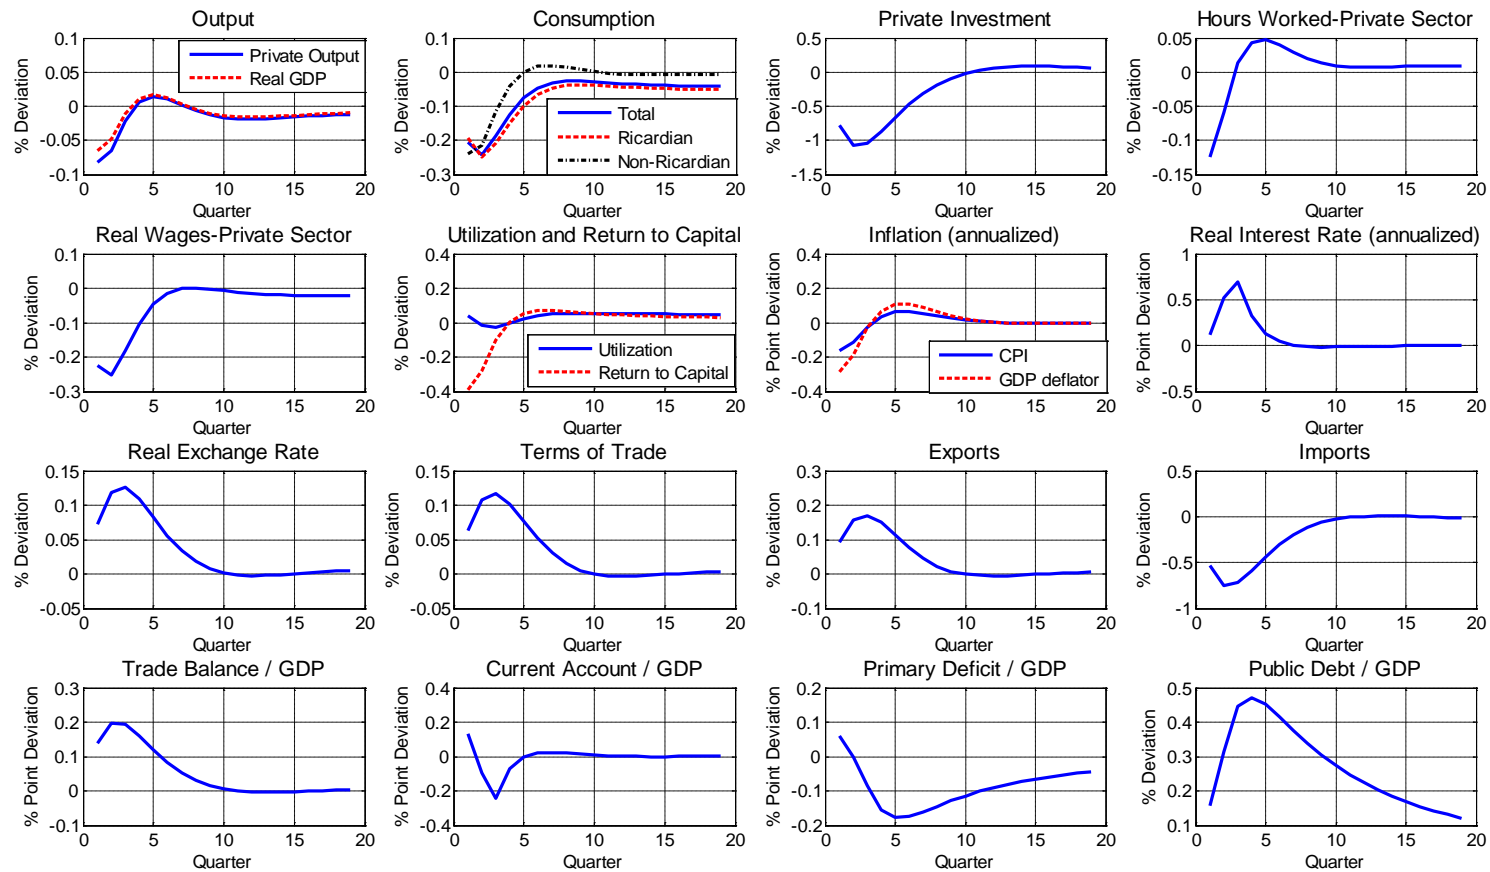 Output
0.1
0.05
0
-0.05
-0.1
% Deviation
Private Output
Real GDP
0 5 10 15 20
Quarter
Consumption
0.1
0
-0.1
-0.2
-0.3
% Deviation
Total
Ricardian
Non-Ricardian
0 5 10 15 20
Quarter
Private Investment
1
0.5
0
-0.5
-1
-1.5
% Deviation
0 5 10 15 20
Quarter
Hours Worked-Private Sector
0.05
0
0.05
-0.1
-0.15
% Deviation
0 5 10 15 20
Quarter
Real Wages-Private Sector
0.1
0
-0.1
-0.2
-0.3
% Deviation
0 5 10 15 20
Quarter
Utilization and Return to Capital
0.4
0.2
0
-0.2
-0.4
% Deviation
Utilization
Return to Capital
0 5 10 15 20
Quarter
Inflation (annualized)
0.4
0.2
0
-0.2
-0.4
% Point Deviation
CPI
GDP deflator
0 5 10 15 20
Quarter
Real Interest Rate (annualized)
1
0.5
0
-0.5
% Point Deviation
0 5 10 15 20
Quarter
Real Exchange Rate
0.15
0.1
0.05
0
-0.05
% Deviation
0 5 10 15 20
Quarter
Terms of Trade
0.15
0.1
0.05
0
-0.05
% Deviation
0 5 10 15 20
Quarter
Exports
0.3
0.2
0.1
0
-0.1
% Deviation
0 5 10 15 20
Quarter
Imports
0.5
0
-0.5
-1
% Deviation
0 5 10 15 20
Quarter
Trade Balance / GDP
0.3
0.2
0.1
0
-0.1
% Point Deviation
0 5 10 15 20
Quarter
Current Account / GDP
0.4
0.2
0
-0.2
-0.4
% Point Deviation
0 5 10 15 20
Quarter
Primary Deficit / GDP
0.2
0.1
0
-0.1
-0.2
% Point Deviation
0 5 10 15 20
Quarter
Public Debt / GDP
0.5
0.4
0.3
0.2
0.1
% Deviation
0 5 10 15 20
Quarter